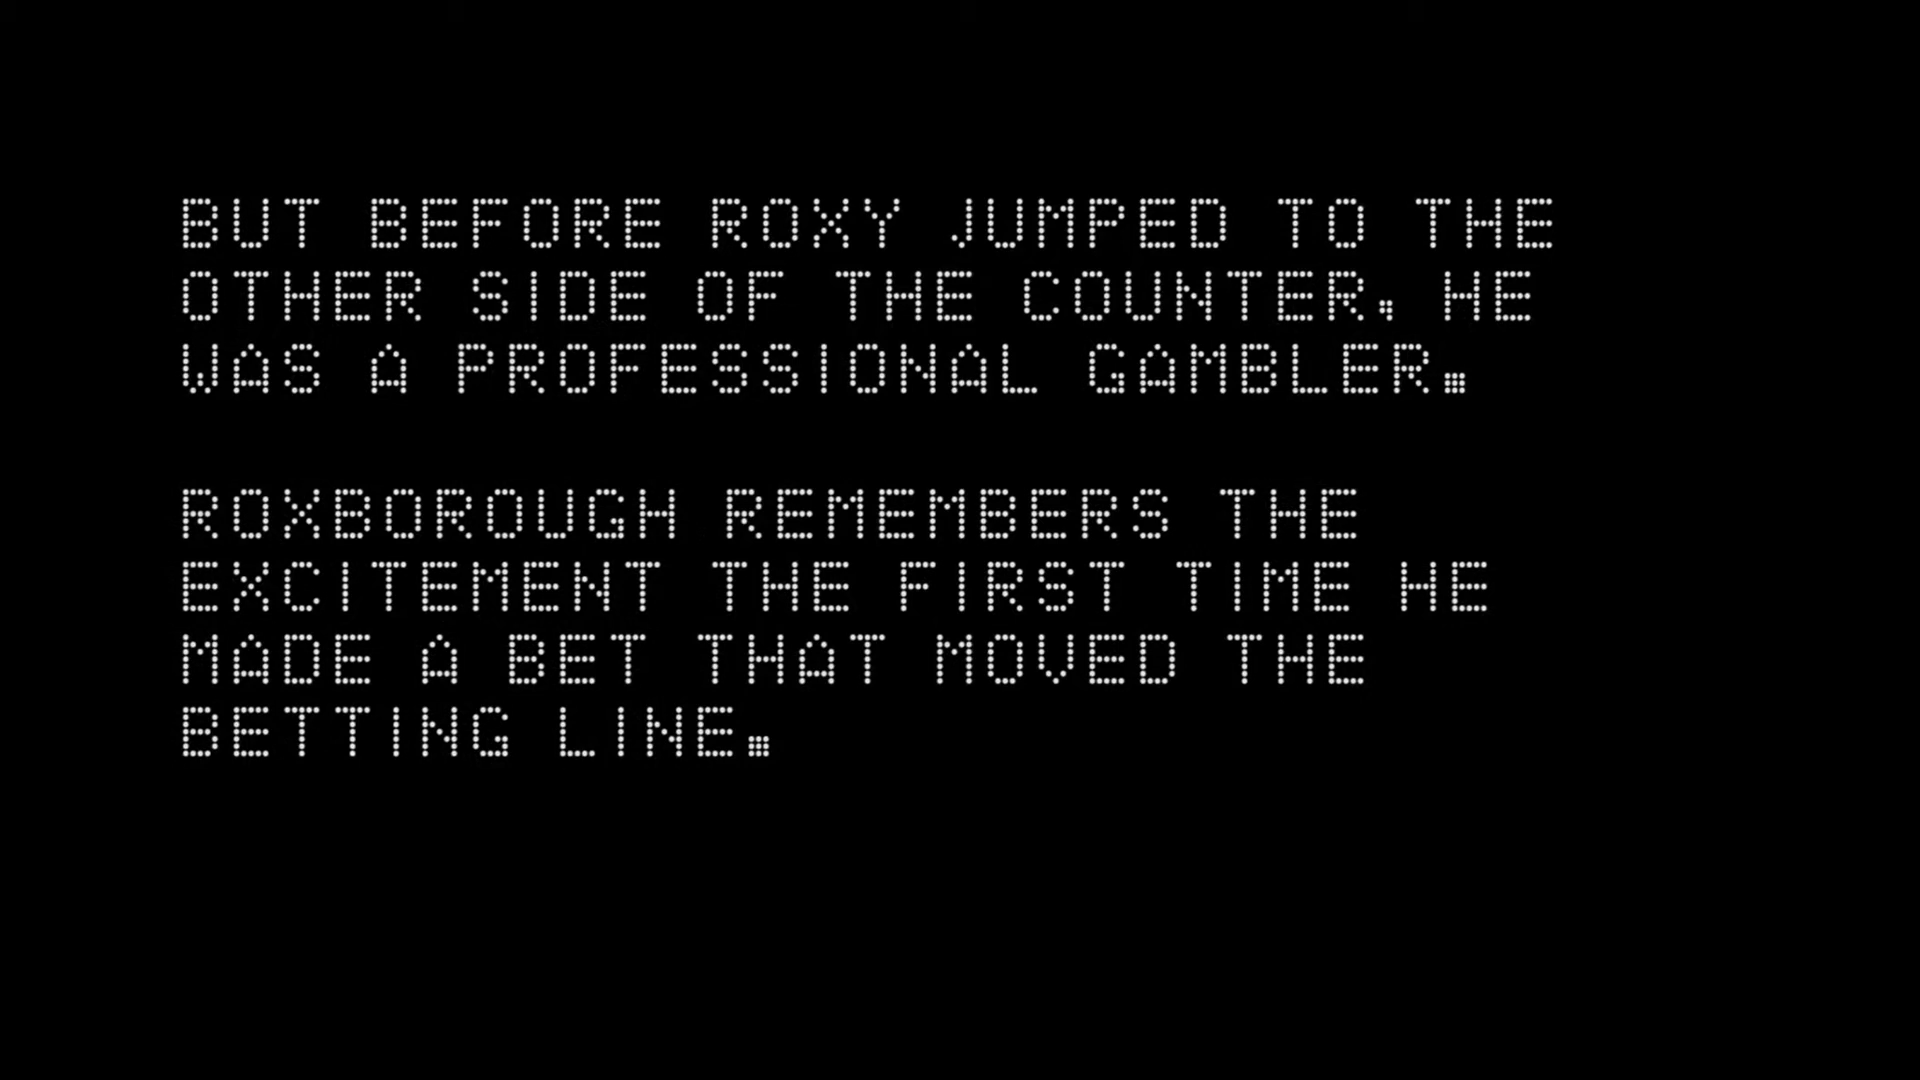 BUT BEFORE ROXY JUMPED TO THE
OTHER SIDE OF THE COUNTER, HE
WAS A PROFESSIONAL GAMBLER.
ROXBOROUGH REMEMBERS THE
EXCITEMENT THE FIRST TIME HE
MADE A BET THAT MOVED THE
BETTING LINE.